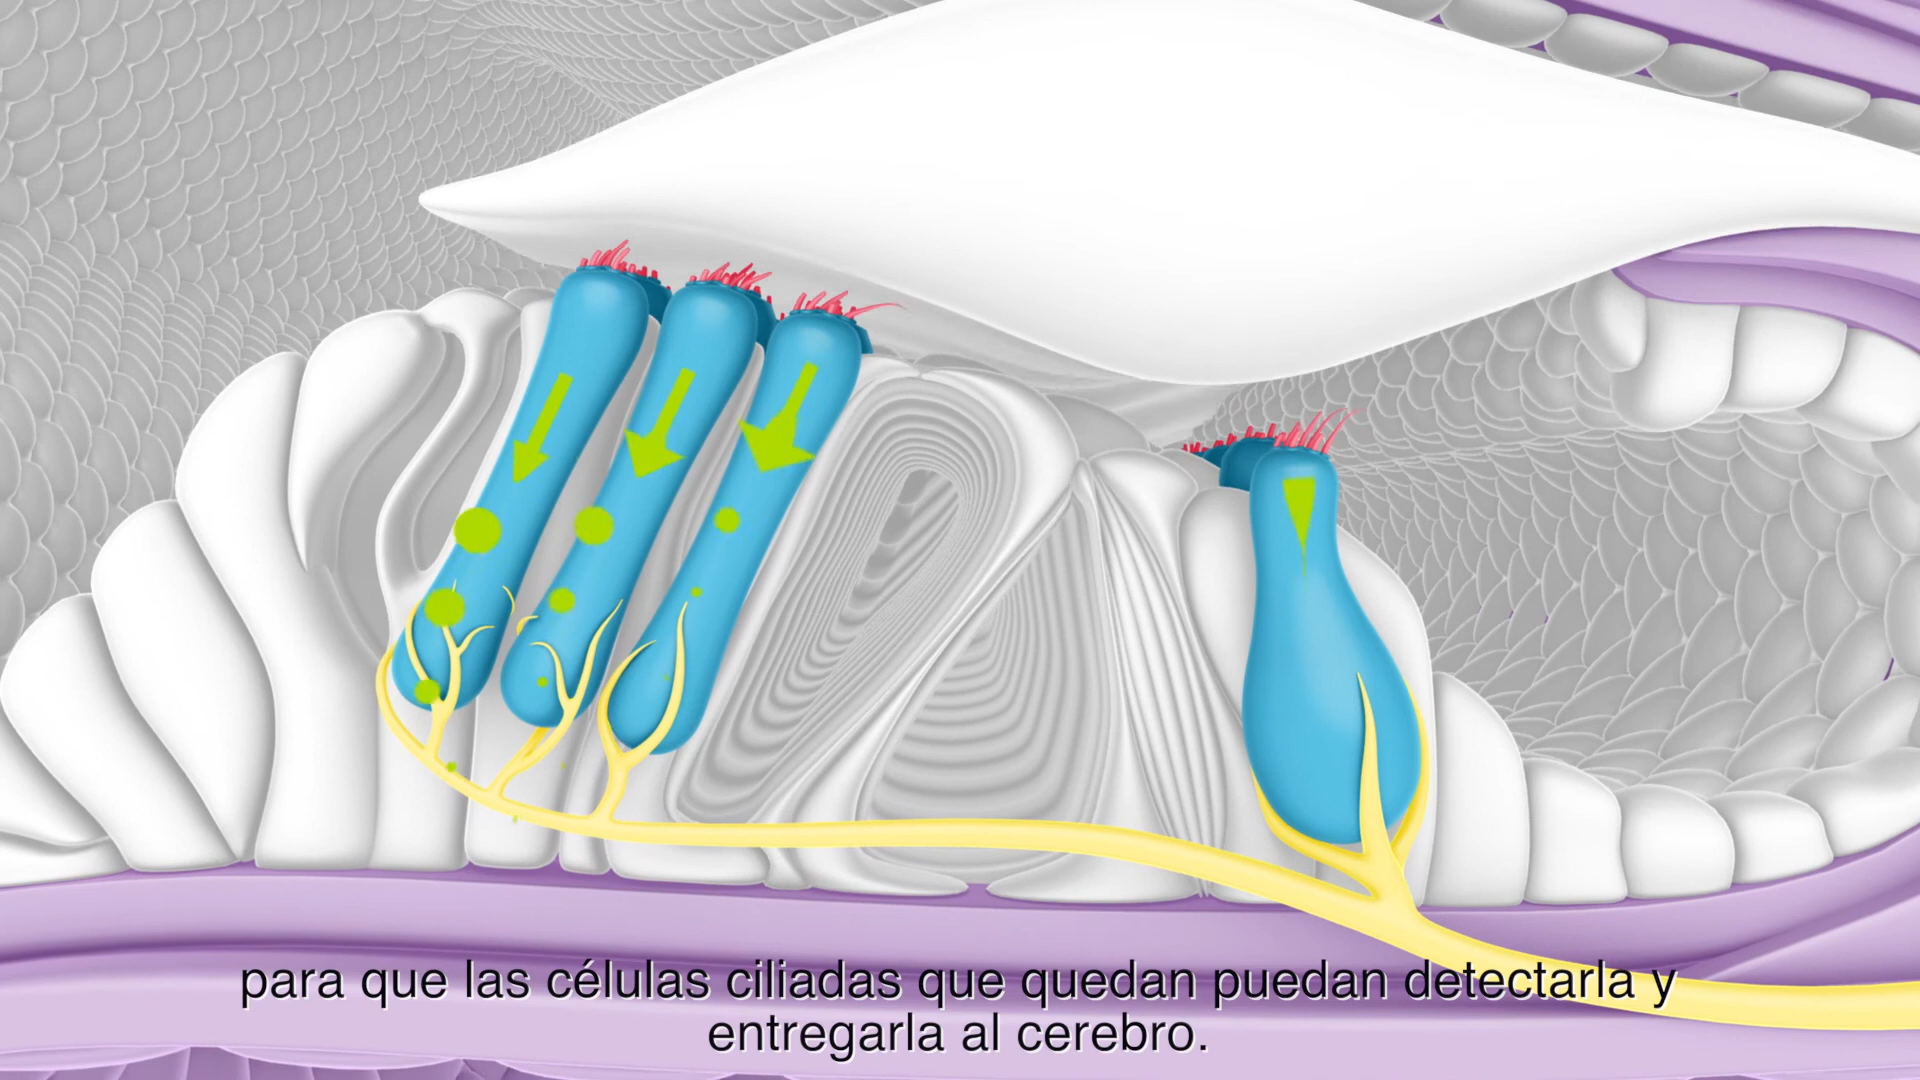 para que las células ciliadas que quedan puedan detectarla y
entregarla al cerebro.